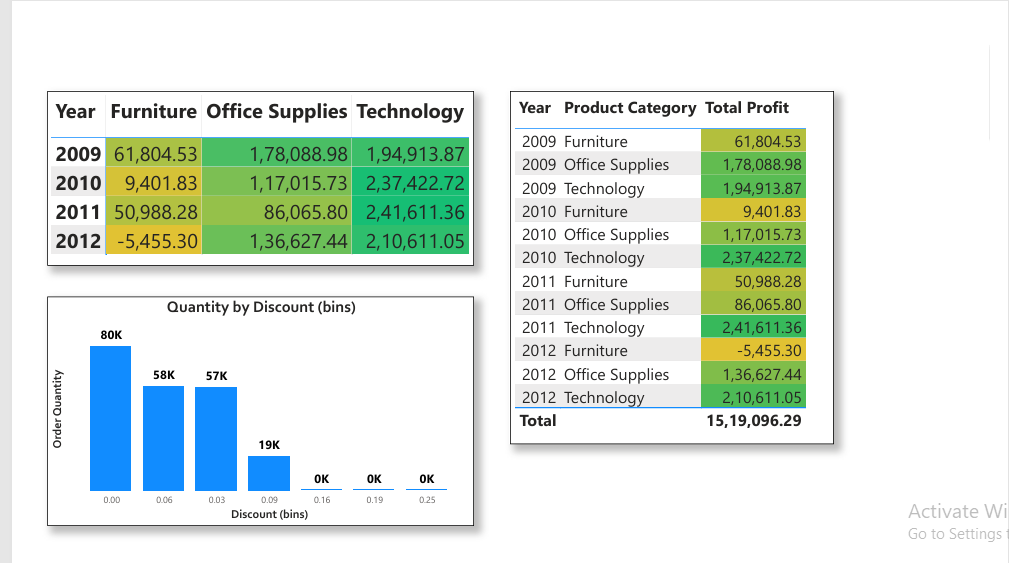 Year Furniture Office Supplies Technology
2009 61,804.53 1,78,088.98 1,94,913.87
2010 9,401.83 1,17,015.73 2,37,422.72
2011 50,988.28 86,065.80 2,41,611.36
2012 -5,455.30 1,36,627.44 2,10,611.05
Quantity by Discount (bins)
Order Quantity
80K 58K 57K 19K 0K 0K 0K
0.00 0.06 0.03 0.09 0.16 0.19 0.25
Discount (bins)
Year Product Category Total Profit
2009 Furniture 61,804.53
2009 Office Supplies 1,78,088.98
2009 Technology 1,94,913.87
2010 Furniture 9,401.83
2010 Office Supplies 1,17,015.73
2010 Technology 2,37,422.72
2011 Furniture 50,988.28
2011 Office Supplies 86,065.80
2011 Technology 2,41,611.36
2012 Furniture -5,455.30
2012 Office Supplies 1,36,627.44
2012 Technology 2,10,611.05
Total 15,19,096.29
Activate Wi
Go to Settings t